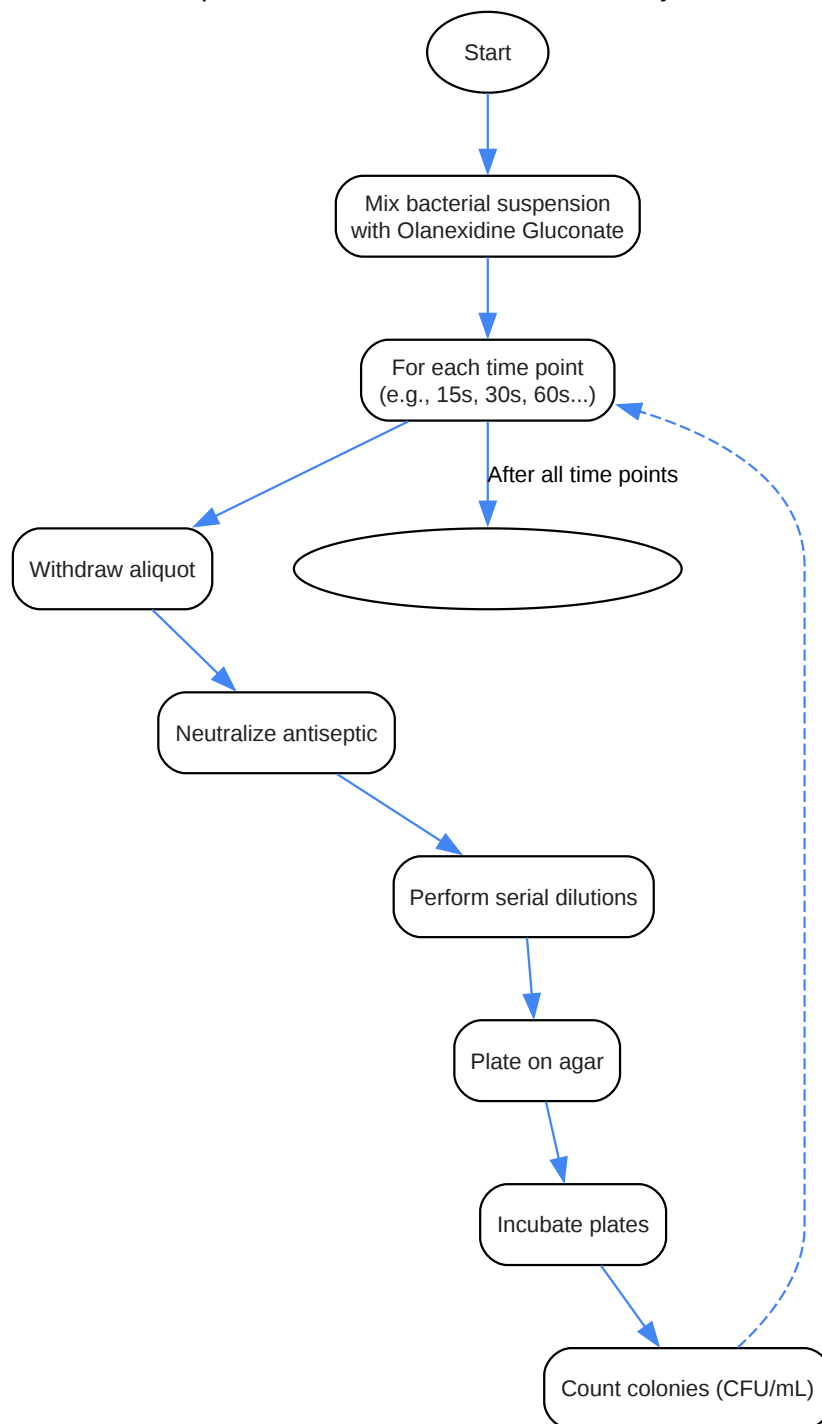 Start
Mix bacterial suspension
with Olanexidine Gluconate
For each time point
(e.g., 15s, 30s, 60s...)
After all time points
Withdraw aliquot
Neutralize antiseptic
Perform serial dilutions
Plate on agar
Incubate plates
Count colonies (CFU/mL)